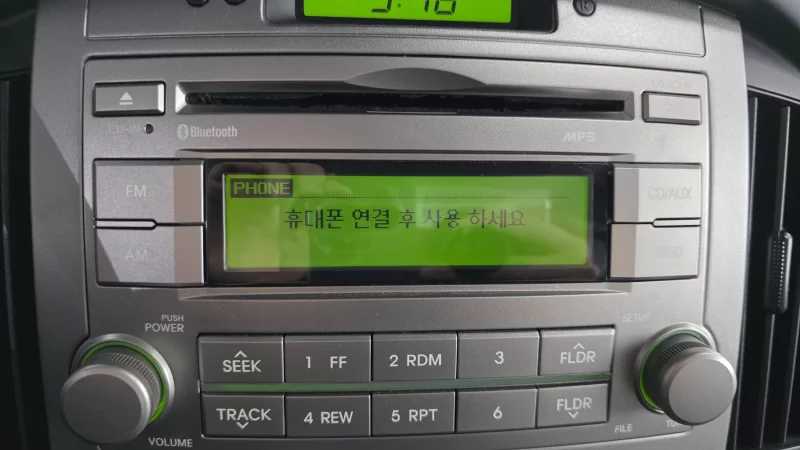 Bluetooth
MP3
PHONE
휴대폰 연결 후 사용 하세요
FM
AM
CD/AUX
PUSH
POWER
SETUP
SEEK
1 FF
2 RDM
3
FLDR
TRACK
4 REW
5 RPT
6
FLDR
VOLUME
FILE